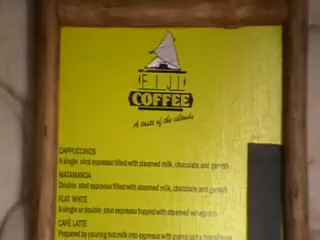 FIJI
COFFEE
A taste of the islands
CAPPUCCINOS
A single shot espresso filled with steamed milk, chocolate and garnish
MATAMANOA
Double shot espresso filled with steamed milk, chocolate and garnish
FLAT WHITE
A single or double shot espresso topped with steamed
CAFÉ LATTE
Prepared by pouring hot milk into espresso with